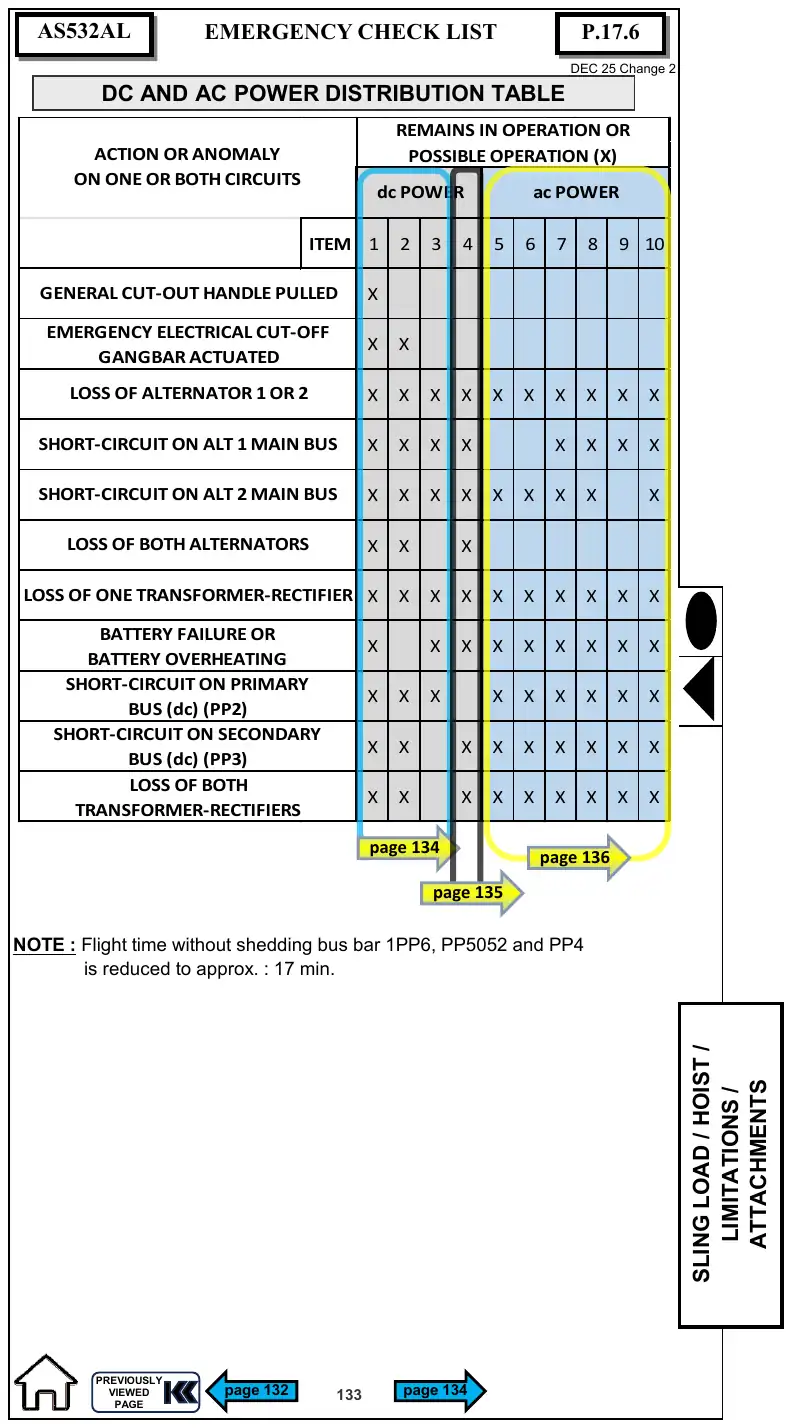 AS532AL EMERGENCY CHECK LIST P.17.6
DEC 25 Change 2
DC AND AC POWER DISTRIBUTION TABLE
ACTION OR ANOMALY
ON ONE OR BOTH CIRCUITS
REMAINS IN OPERATION OR
POSSIBLE OPERATION (X)
dc POWER ac POWER
ITEM 1 2 3 4 5 6 7 8 9 10
GENERAL CUT-OUT HANDLE PULLED X
EMERGENCY ELECTRICAL CUT-OFF
GANGBAR ACTUATED X X
LOSS OF ALTERNATOR 1 OR 2 X X X X X X X X X X
SHORT-CIRCUIT ON ALT 1 MAIN BUS X X X X X X X X
SHORT-CIRCUIT ON ALT 2 MAIN BUS X X X X X X X X X
LOSS OF BOTH ALTERNATORS X X X
LOSS OF ONE TRANSFORMER-RECTIFIER X X X X X X X X X X
BATTERY FAILURE OR
BATTERY OVERHEATING X X X X X X X X X
SHORT-CIRCUIT ON PRIMARY
BUS (dc) (PP2) X X X X X X X X X
SHORT-CIRCUIT ON SECONDARY
BUS (dc) (PP3) X X X X X X X X X
LOSS OF BOTH
TRANSFORMER-RECTIFIERS X X X X X X X X X
page 134
page 136
page 135
NOTE : Flight time without shedding bus bar 1PP6, PP5052 and PP4
is reduced to approx. : 17 min.
SLING LOAD / HOIST /
LIMITATIONS /
ATTACHMENTS
PREVIOUSLY
VIEWED
PAGE
page 132
133
page 134